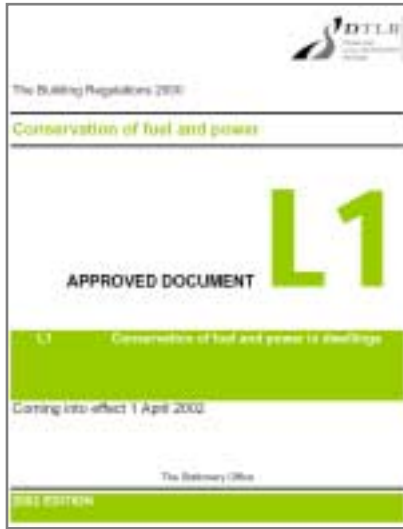 DTLR
The Building Regulations 2000
Conservation of fuel and power
L1
APPROVED DOCUMENT
L1 Conservation of fuel and power in dwellings
Coming into effect 1 April 2002
The Stationery Office
2002 EDITION